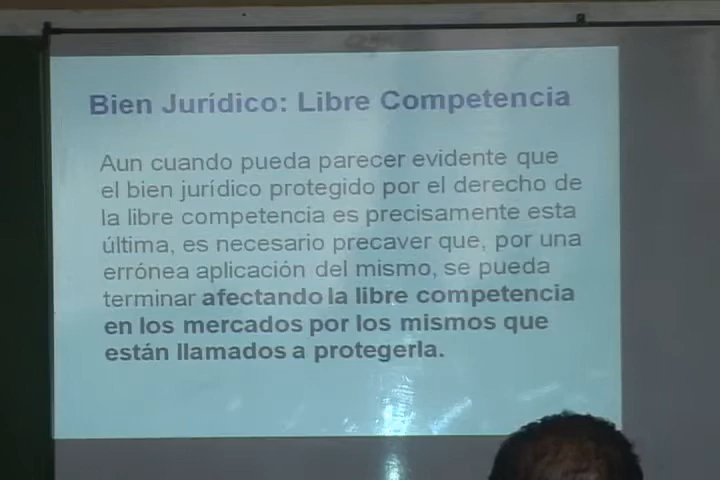 Bien Jurídico: Libre Competencia
Aun cuando pueda parecer evidente que
el bien jurídico protegido por el derecho de
la libre competencia es precisamente esta
última, es necesario precaver que, por una
errónea aplicación del mismo, se pueda
terminar afectando la libre competencia
en los mercados por los mismos que
están llamados a protegerla.